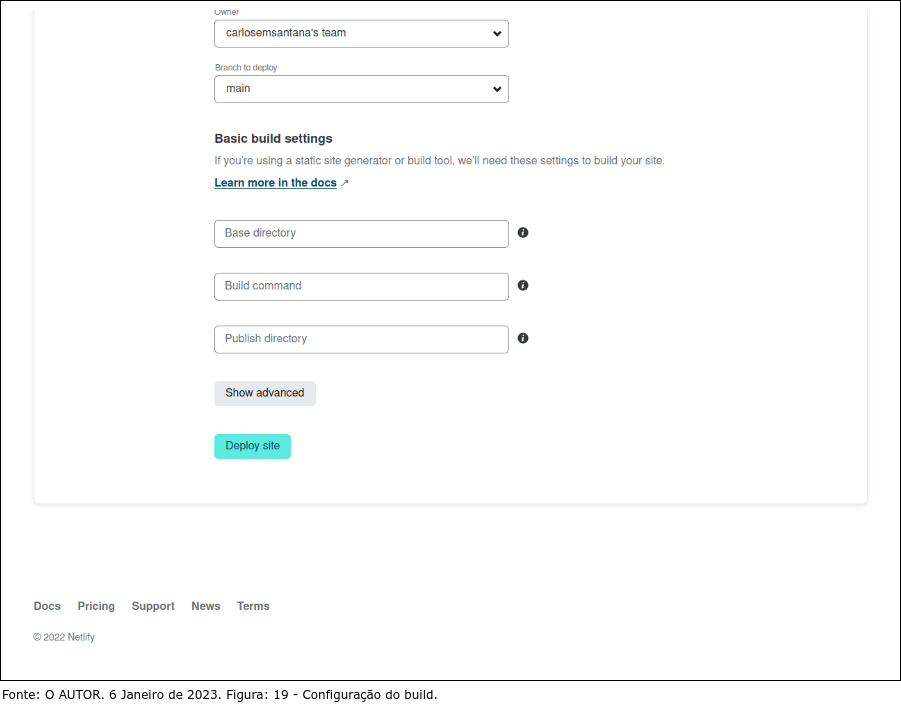 Owner
carlosemsantana's team
Branch to deploy
main
Basic build settings
If you're using a static site generator or build tool, we'll need these settings to build your site.
Learn more in the docs ↗
Base directory
Build command
Publish directory
Show advanced
Deploy site
Docs Pricing Support News Terms
© 2022 Netlify
Fonte: O AUTOR. 6 Janeiro de 2023. Figura: 19 - Configuração do build.